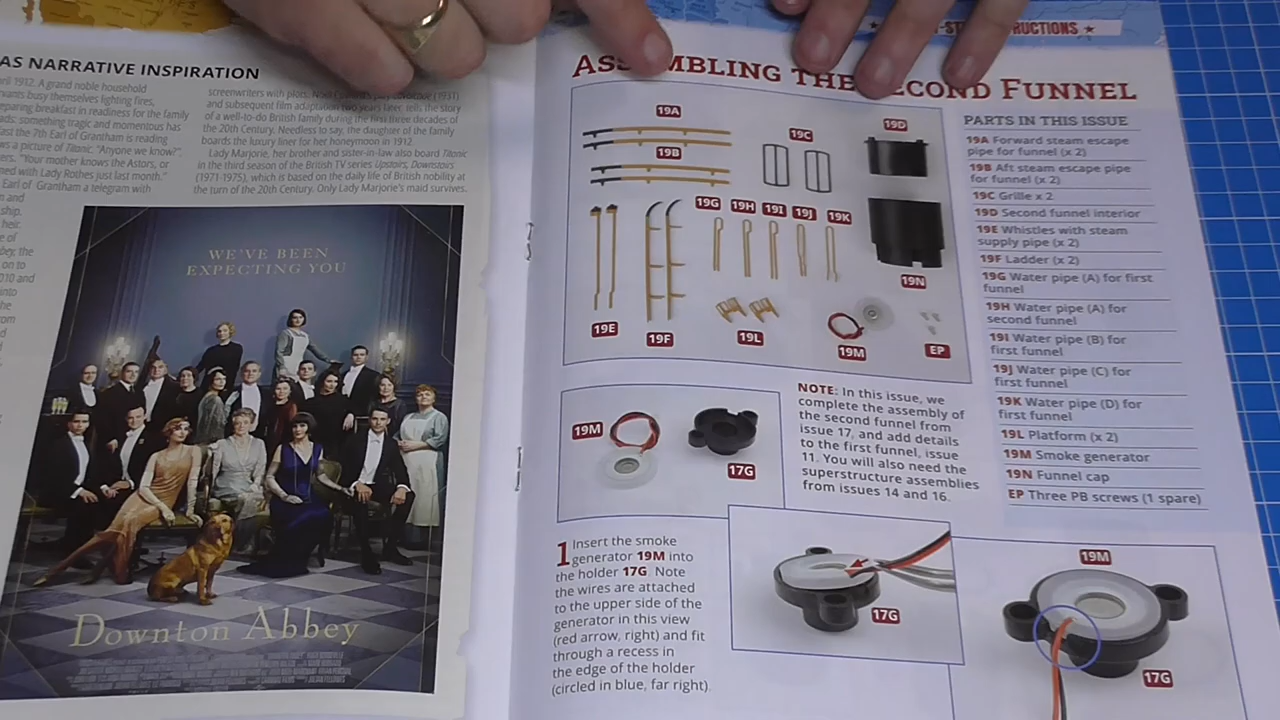 AS NARRATIVE INSPIRATION
ril 1912. A grand noble household
vants busy themselves lighting fires,
eparing breakfast in readiness for the family
ads: something tragic and momentous has
ast the 7th Earl of Grantham is reading
ws a picture of Titanic. "Anyone we know?",
ers. "Your mother knows the Astors, or
ned with Lady Rothes just last month."
Earl of Grantham a telegram with
screenwriters with plots. (1931)
and subsequent film adaptation two years later tells the story
of a well-to-do British family during the first three decades of
the 20th Century. Needless to say, the daughter of the family
boards the luxury liner for her honeymoon in 1912.
Lady Marjorie, her brother and sister-in-law also board Titanic
in the third season of the British TV series Upstairs, Downstairs
(1971-1975), which is based on the daily life of British nobility at
the turn of the 20th Century. Only Lady Marjorie's maid survives.
WE'VE BEEN
EXPECTING YOU
Downton Abbey
UCTIONS
ASS MBLING THE ECOND FUNNEL
19A
19B
19C
19D
19G
19H
19I
19J
19K
19N
19E
19F
19L
19M
EP
PARTS IN THIS ISSUE
19A Forward steam escape
pipe for funnel (x 2)
19B Aft steam escape pipe
for funnel (x 2)
19C Grille x 2
19D Second funnel interior
19E Whistles with steam
supply pipe (x 2)
19F Ladder (x 2)
19G Water pipe (A) for first
funnel
19H Water pipe (A) for
second funnel
19I Water pipe (B) for
first funnel
19J Water pipe (C) for
first funnel
19K Water pipe (D) for
first funnel
19L Platform (x 2)
19M Smoke generator
19N Funnel cap
EP Three PB screws (1 spare)
19M
17G
NOTE: In this issue, we
complete the assembly of
the second funnel from
issue 17, and add details
to the first funnel, issue
11. You will also need the
superstructure assemblies
from issues 14 and 16.
1 Insert the smoke
generator 19M into
the holder 17G. Note
the wires are attached
to the upper side of the
generator in this view
(red arrow, right) and fit
through a recess in
the edge of the holder
(circled in blue, far right).
17G
19M
17G